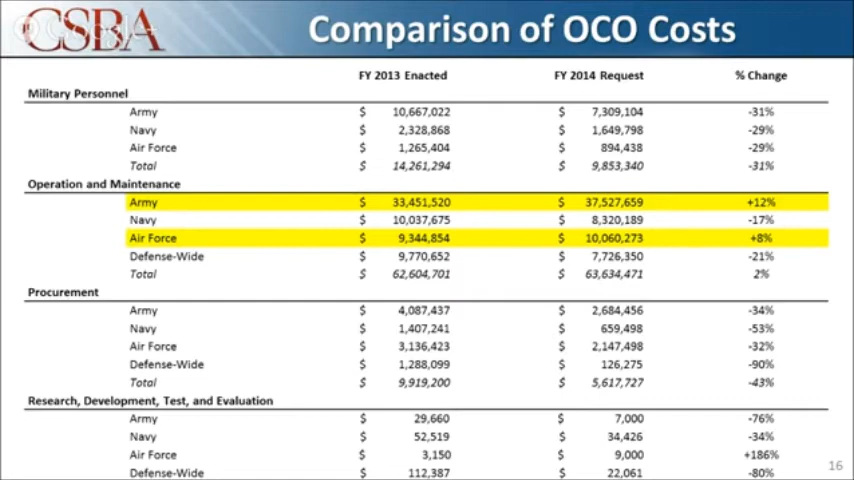 CSBA
Google+
Comparison of OCO Costs
FY 2013 Enacted FY 2014 Request % Change
Military Personnel
Army $ 10,667,022 $ 7,309,104 -31%
Navy $ 2,328,868 $ 1,649,798 -29%
Air Force $ 1,265,404 $ 894,438 -29%
Total $ 14,261,294 $ 9,853,340 -31%
Operation and Maintenance
Army $ 33,451,520 $ 37,527,659 +12%
Navy $ 10,037,675 $ 8,320,189 -17%
Air Force $ 9,344,854 $ 10,060,273 +8%
Defense-Wide $ 9,770,652 $ 7,726,350 -21%
Total $ 62,604,701 $ 63,634,471 2%
Procurement
Army $ 4,087,437 $ 2,684,456 -34%
Navy $ 1,407,241 $ 659,498 -53%
Air Force $ 3,136,423 $ 2,147,498 -32%
Defense-Wide $ 1,288,099 $ 126,275 -90%
Total $ 9,919,200 $ 5,617,727 -43%
Research, Development, Test, and Evaluation
Army $ 29,660 $ 7,000 -76%
Navy $ 52,519 $ 34,426 -34%
Air Force $ 3,150 $ 9,000 +186%
Defense-Wide $ 112,387 $ 22,061 -80%
16